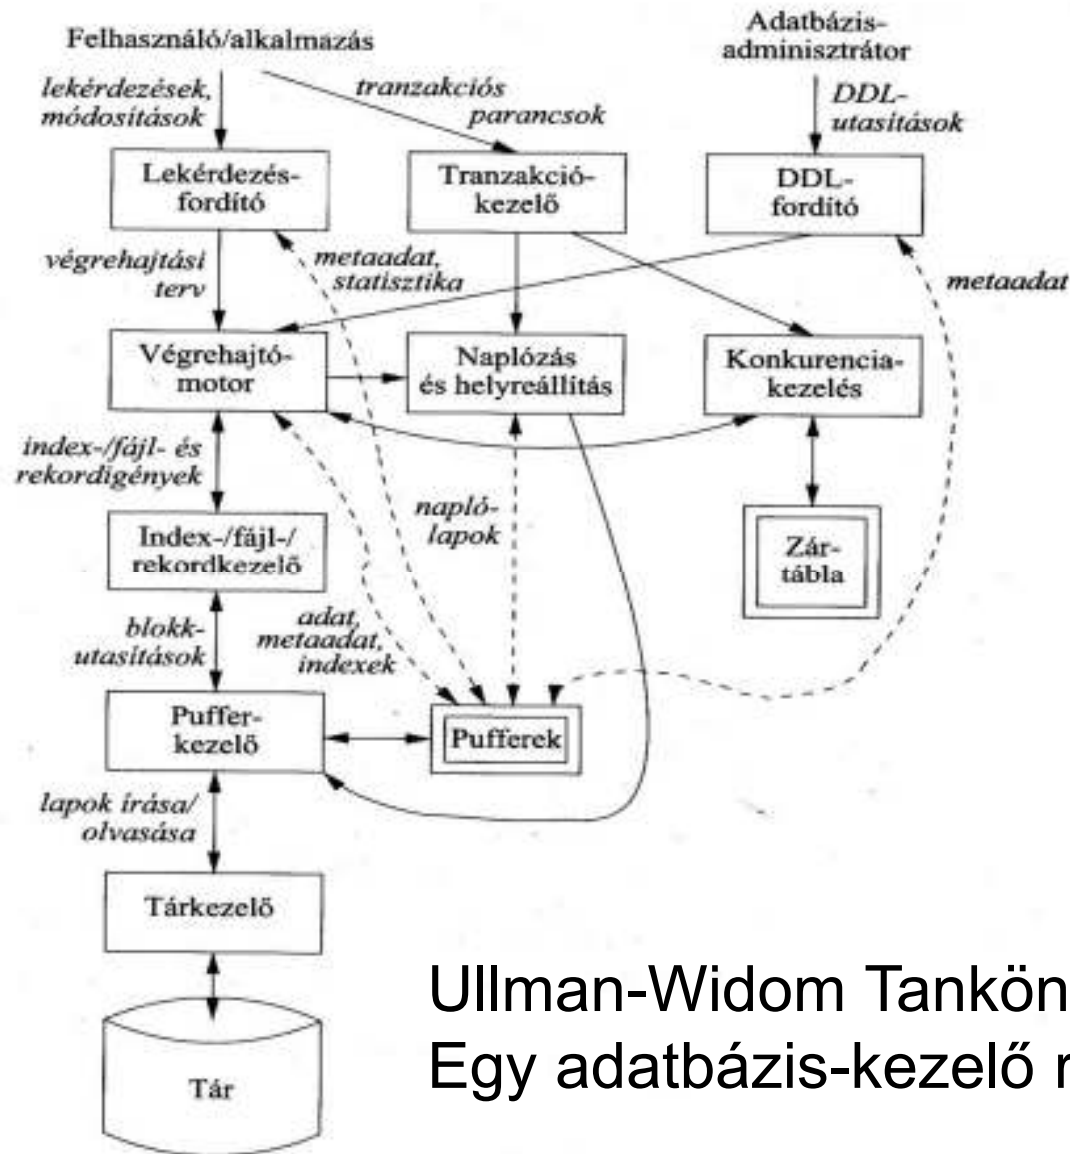 Felhasználó/alkalmazás
Adatbázis-
adminisztrátor
lekérdezések,
módosítások
tranzakciós
parancsok
DDL-
utasítások
Lekérdezés-
fordító
Tranzakció-
kezelő
DDL-
fordító
végrehajtási
terv
metaadat,
statisztika
metaadat
Végrehajtó-
motor
Naplózás
és helyreállítás
Konkurencia-
kezelés
index-/fájl- és
rekordigények
napló-
lapok
Index-/fájl-/
rekordkezelő
Zár-
tábla
blokk-
utasítások
adat,
metaadat,
indexek
Puffer-
kezelő
Pufferek
lapok írása/
olvasása
Tárkezelő
Tár
Ullman-Widom Tankön
Egy adatbázis-kezelő r